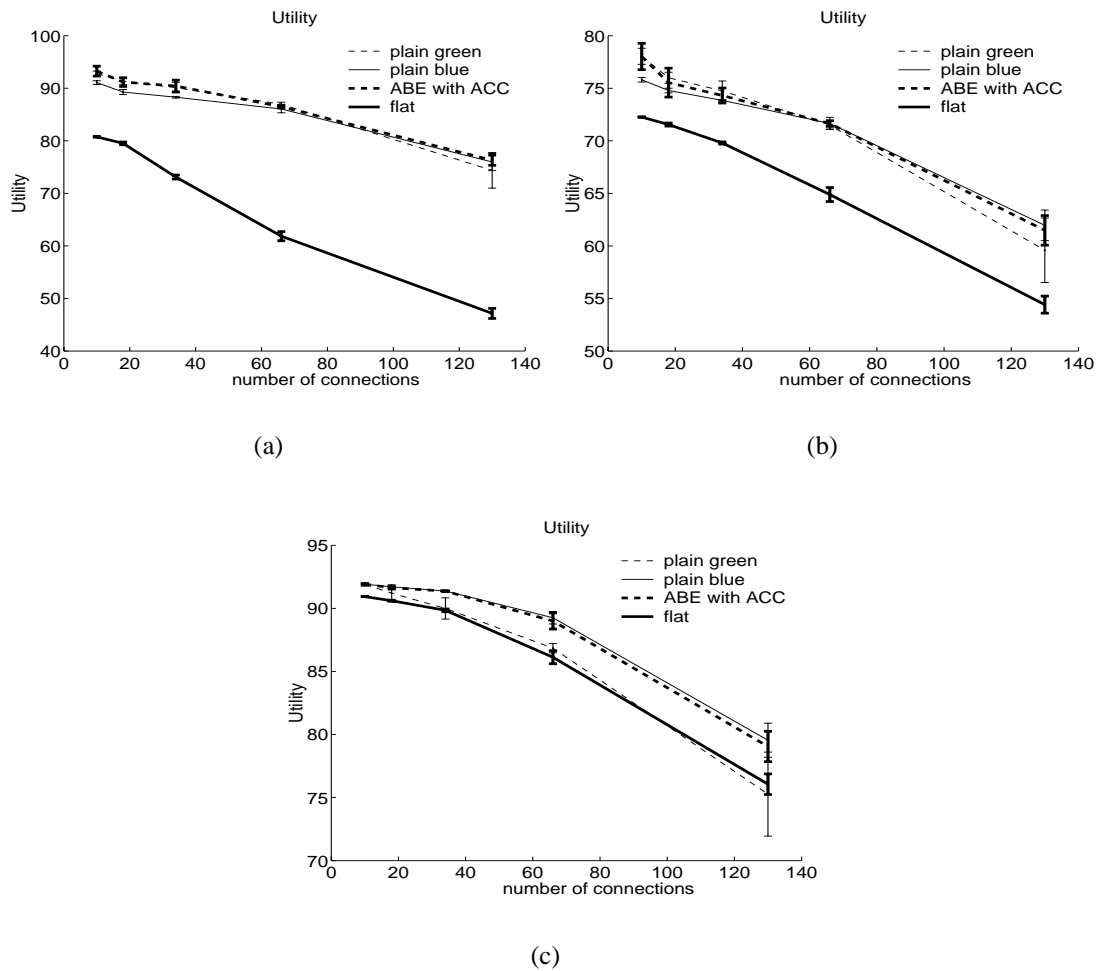 Utility
100
90
80
70
60
50
40
Utility
plain green
plain blue
ABE with ACC
flat
0 20 40 60 80 100 120 140
number of connections
(a)
Utility
80
75
70
65
60
55
50
Utility
plain green
plain blue
ABE with ACC
flat
0 20 40 60 80 100 120 140
number of connections
(b)
Utility
95
90
85
80
75
70
Utility
plain green
plain blue
ABE with ACC
flat
0 20 40 60 80 100 120 140
number of connections
(c)